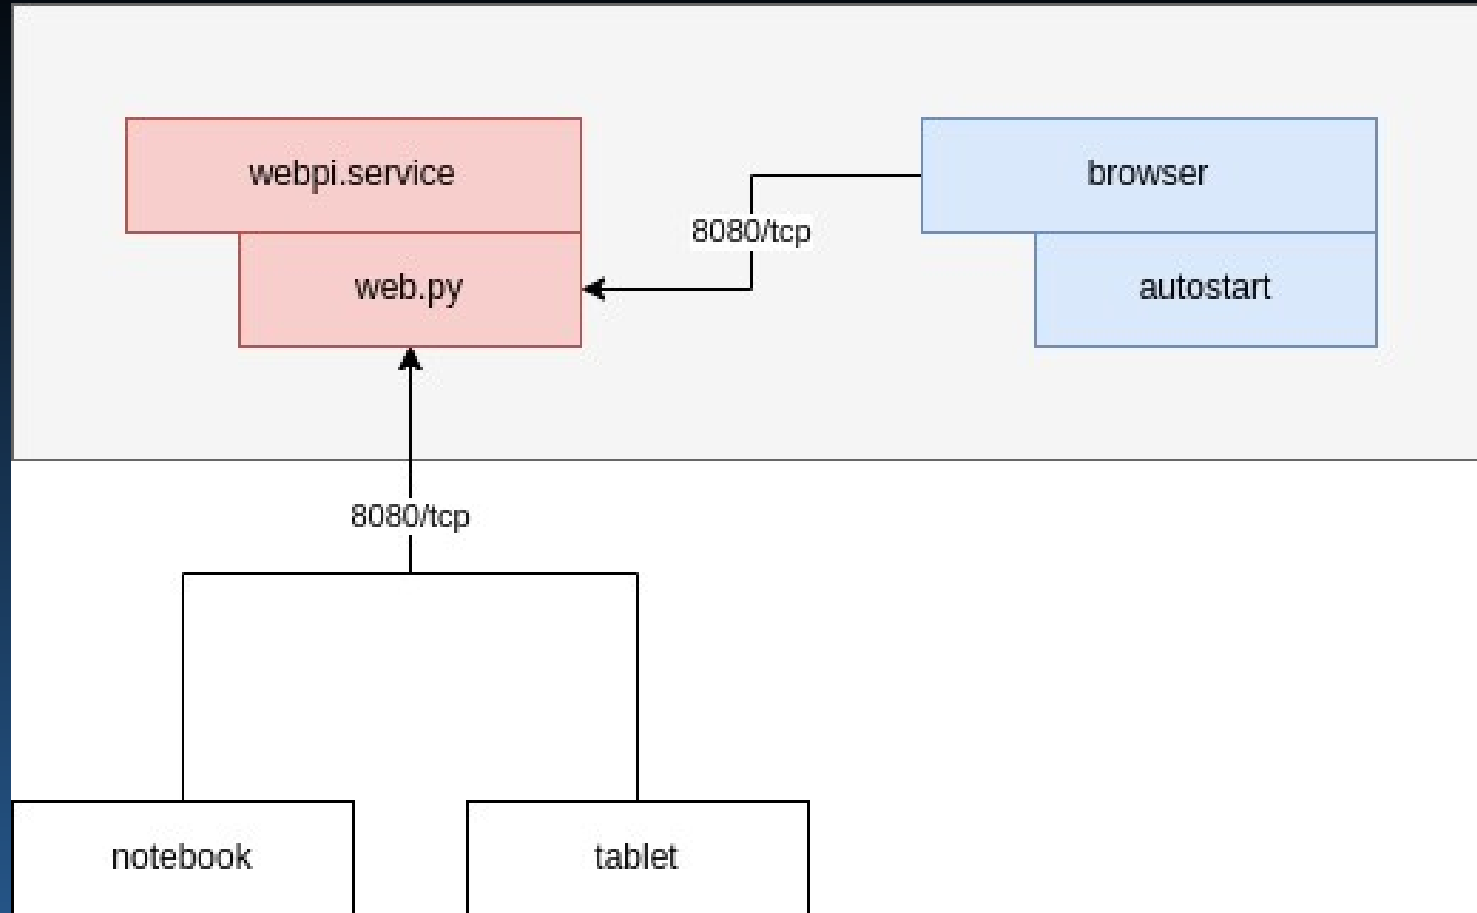 webpi.service
browser
8080/tcp
web.py
autostart
8080/tcp
notebook
tablet